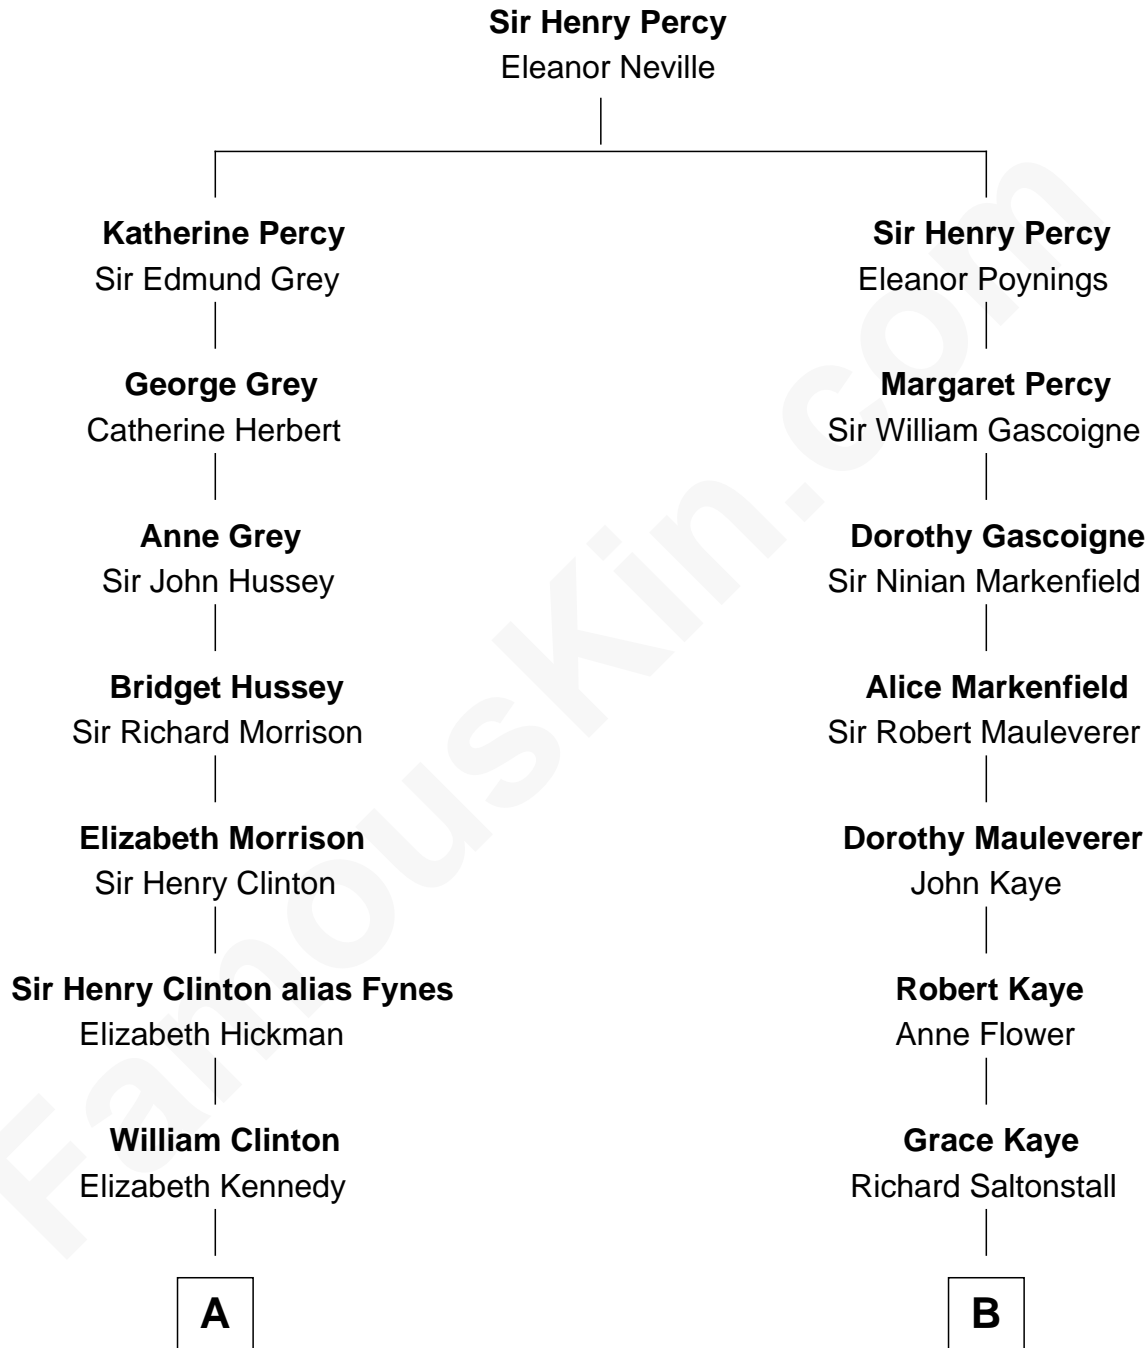 Sir Henry Percy
Eleanor Neville
Katherine Percy
Sir Edmund Grey
Sir Henry Percy
Eleanor Poynings
George Grey
Catherine Herbert
Margaret Percy
Sir William Gascoigne
Anne Grey
Sir John Hussey
Dorothy Gascoigne
Sir Ninian Markenfield
Bridget Hussey
Sir Richard Morrison
Alice Markenfield
Sir Robert Mauleverer
Elizabeth Morrison
Sir Henry Clinton
Dorothy Mauleverer
John Kaye
Sir Henry Clinton alias Fynes
Elizabeth Hickman
Robert Kaye
Anne Flower
William Clinton
Elizabeth Kennedy
Grace Kaye
Richard Saltonstall
A
B
FamousKin.com